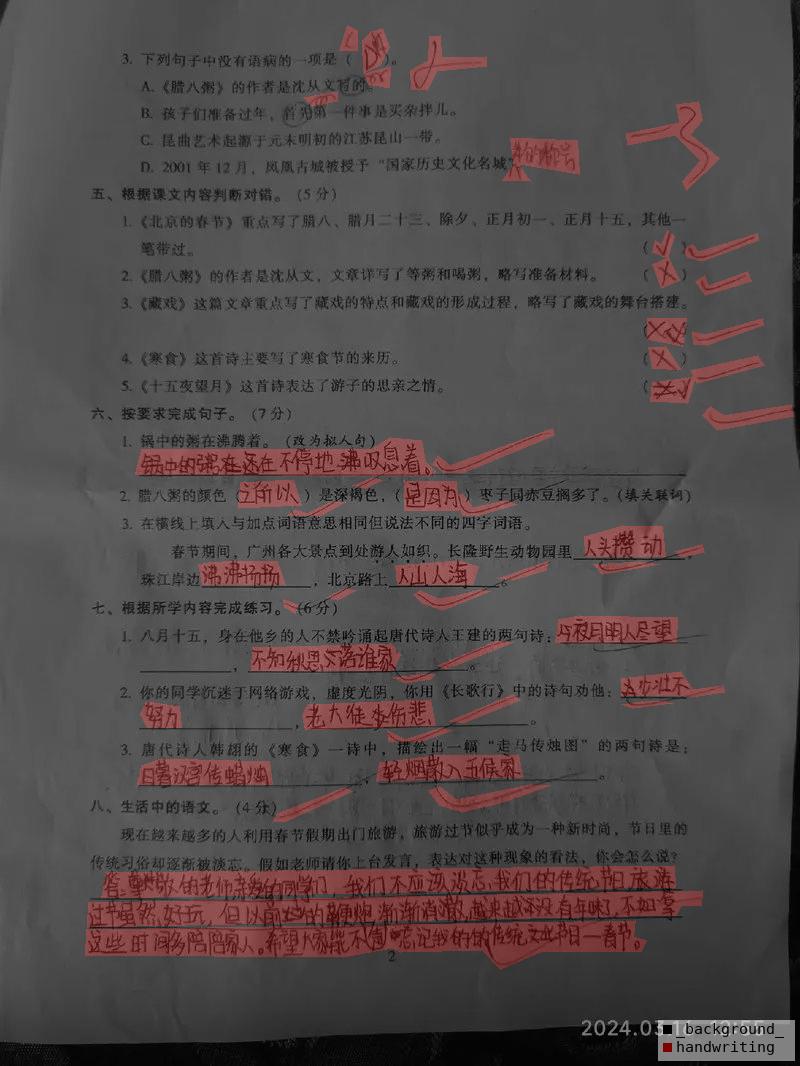 3. 下列句子中没有语病的一项是（D）。
A.《腊八粥》的作者是沈从文写的。
B. 孩子们准备过年，首先第一件事是买杂拌儿。
C. 昆曲艺术起源于元末明初的江苏昆山一带。
D. 2001 年 12 月，凤凰古城被授予“国家历史文化名城”的称号
五、根据课文内容判断对错。（5 分）
1.《北京的春节》重点写了腊八、腊月二十三、除夕、正月初一、正月十五，其他一
笔带过。（√）
2.《腊八粥》的作者是沈从文，文章详写了等粥和喝粥，略写准备材料。（X）
3.《藏戏》这篇文章重点写了藏戏的特点和藏戏的形成过程，略写了藏戏的舞台搭建。
4.《寒食》这首诗主要写了寒食节的来历。（X）
5.《十五夜望月》这首诗表达了游子的思亲之情。
六、按要求完成句子。（7 分）
1. 锅中的粥在沸腾着。（改为拟人句）
锅中的粥在还在不停地沸叹息着。
2. 腊八粥的颜色（之所以）是深褐色，（是因为）枣子同赤豆搁多了。（填关联词）
3. 在横线上填入与加点词语意思相同但说法不同的四字词语。
春节期间，广州各大景点到处游人如织。长隆野生动物园里人头攒动，
珠江岸边沸沸扬扬，北京路上人山人海。
七、根据所学内容完成练习。（6 分）
1. 八月十五，身在他乡的人不禁吟诵起唐代诗人王建的两句诗：今夜月明人尽望
，不知秋思落谁家。
2. 你的同学沉迷于网络游戏，虚度光阴，你用《长歌行》中的诗句劝他：少壮不
努力，老大徒伤悲。
3. 唐代诗人韩翃的《寒食》一诗中，描绘出一幅“走马传烛图”的两句诗是：
日暮汉宫传蜡烛，轻烟散入五侯家。
八、生活中的语文。（4 分）
现在越来越多的人利用春节假期出门旅游，旅游过节似乎成为一种新时尚，节日里的
传统习俗却逐渐被淡忘。假如老师请你上台发言，表达对这种现象的看法，你会怎么说？
答：尊敬的老师亲爱的同学们，我们不应该淡忘我们的传统节日，旅游
过节虽然好玩，但以前的鞭炮渐渐消散，越来越没有年味了，不如拿
这些时间多陪陪家人。希望大家能不忘记我们的传统文化节日—春节。
2
_background_
handwriting